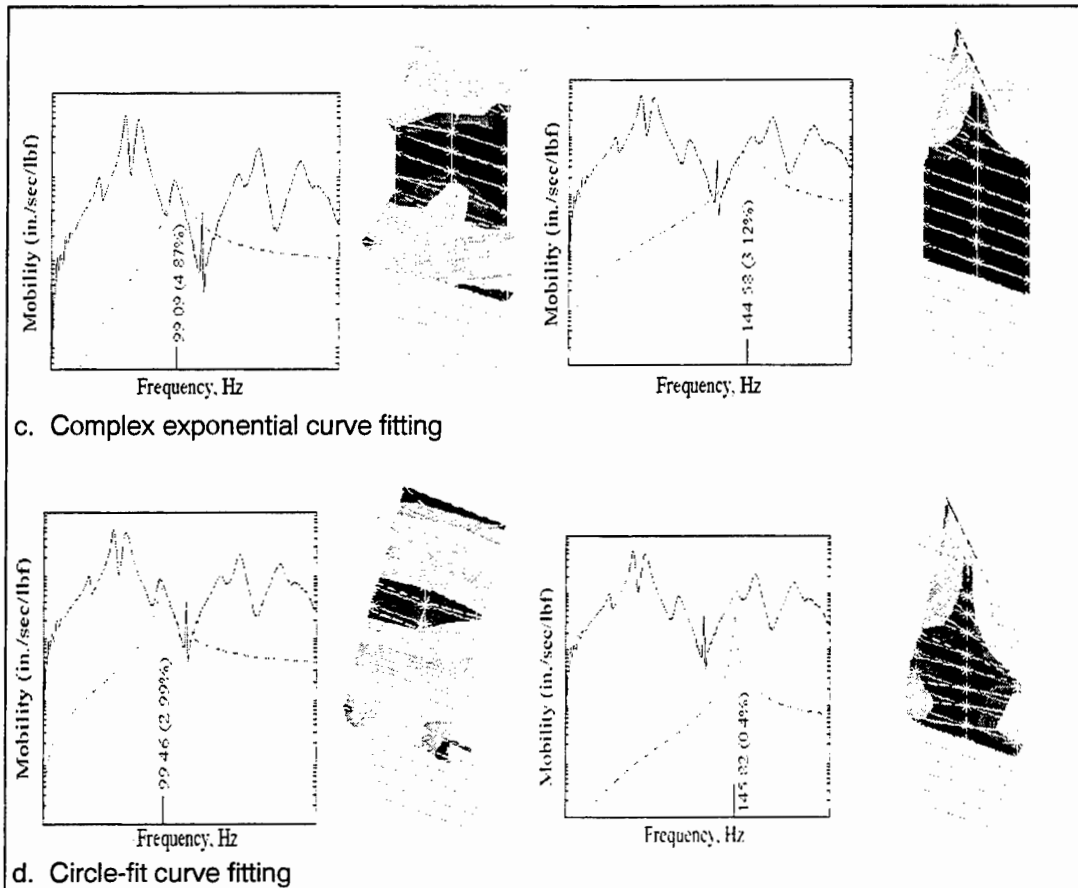 Mobility (in./sec/lbf)
99 09 (4 87%)
Frequency, Hz
Mobility (in./sec/lbf)
144 58 (3 12%)
Frequency, Hz
c. Complex exponential curve fitting
Mobility (in./sec/lbf)
99 46 (2 99%)
Frequency, Hz
Mobility (in./sec/lbf)
145 82 (0 4%)
Frequency, Hz
d. Circle-fit curve fitting